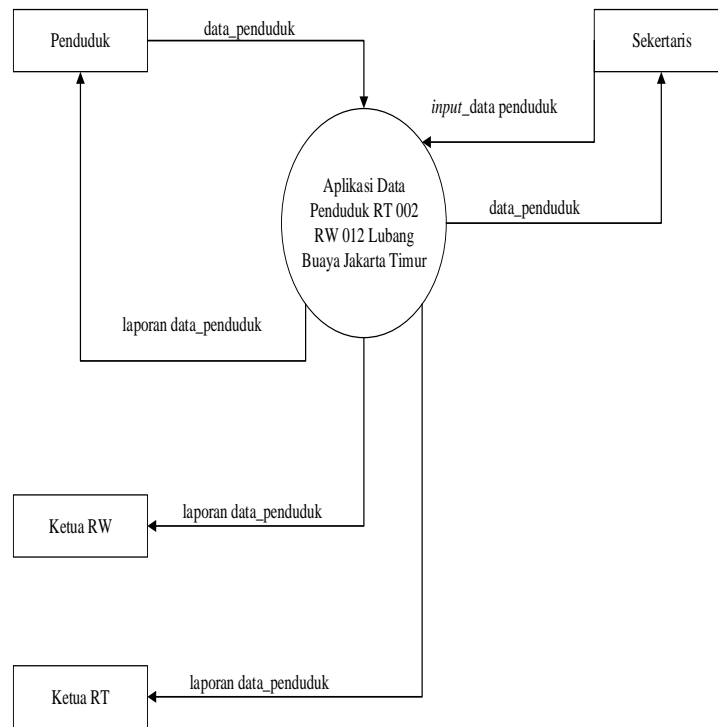 Penduduk
data_penduduk
Sekertaris
input_data penduduk
Aplikasi Data
Penduduk RT 002
RW 012 Lubang
Buaya Jakarta Timur
data_penduduk
laporan data_penduduk
Ketua RW
laporan data_penduduk
Ketua RT
laporan data_penduduk